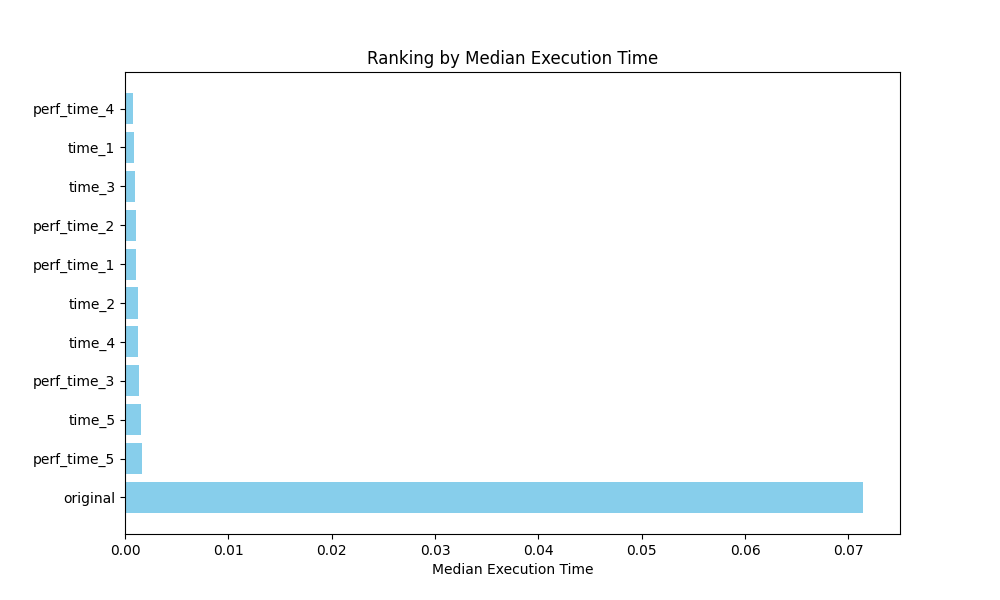 Ranking by Median Execution Time
perf_time_4
time_1
time_3
perf_time_2
perf_time_1
time_2
time_4
perf_time_3
time_5
perf_time_5
original
0.00 0.01 0.02 0.03 0.04 0.05 0.06 0.07
Median Execution Time